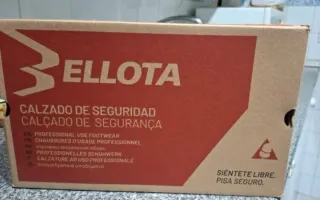 BELLOTA
CALZADO DE SEGURIDAD
CALÇADO DE SEGURANÇA
PROFESSIONAL USE FOOTWEAR
CHAUSSURES D'USAGE PROFESSIONNEL
PROFESSIONELLES SCHUHWERK
CALZATURE AD USO PROFESSIONALE
SIÉNTETE LIBRE.
PISA SEGURO.